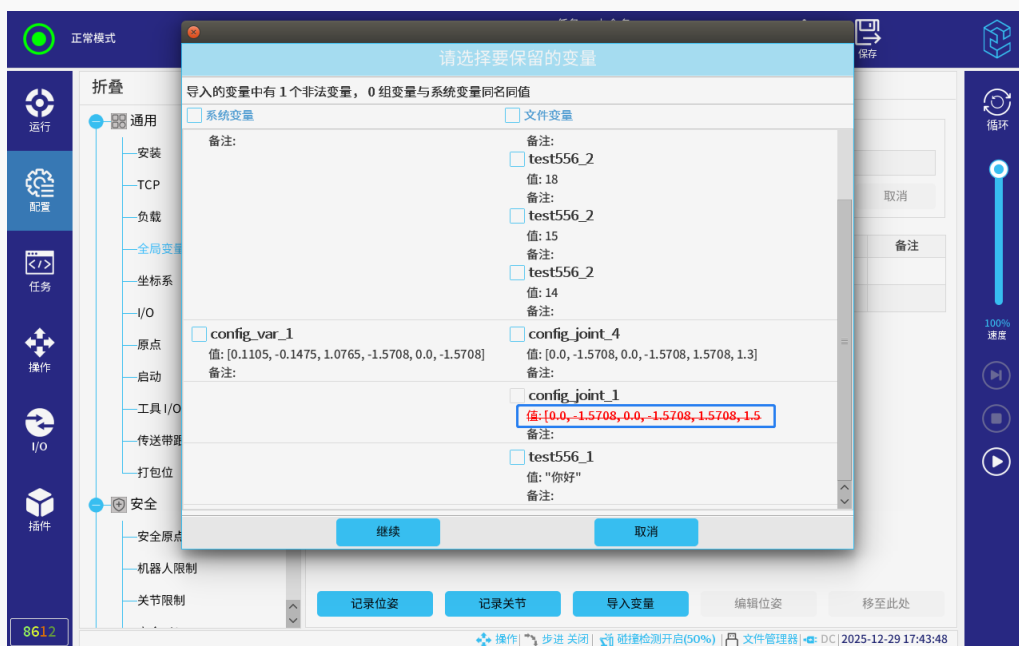 正常模式
保存
请选择要保留的变量
导入的变量中有 1 个非法变量， 0 组变量与系统变量同名同值
系统变量
文件变量
备注:
备注:
test556_2
值: 18
备注:
test556_2
值: 15
备注:
test556_2
值: 14
备注:
config_var_1
值: [0.1105, -0.1475, 1.0765, -1.5708, 0.0, -1.5708]
备注:
config_joint_4
值: [0.0, -1.5708, 0.0, -1.5708, 1.5708, 1.3]
备注:
config_joint_1
值: [0.0, -1.5708, 0.0, -1.5708, 1.5708, 1.5
备注:
test556_1
值: "你好"
备注:
继续
取消
运行
配置
任务
操作
I/O
插件
8612
折叠
通用
安装
TCP
负载
全局变量
坐标系
I/O
原点
启动
工具 I/O
传送带
打包位
安全
安全原点
机器人限制
关节限制
取消
备注
记录位姿
记录关节
导入变量
编辑位姿
移至此处
循环
100%
速度
操作| 步进 关闭| 碰撞检测开启(50%) | 文件管理器| DC| 2025-12-29 17:43:48